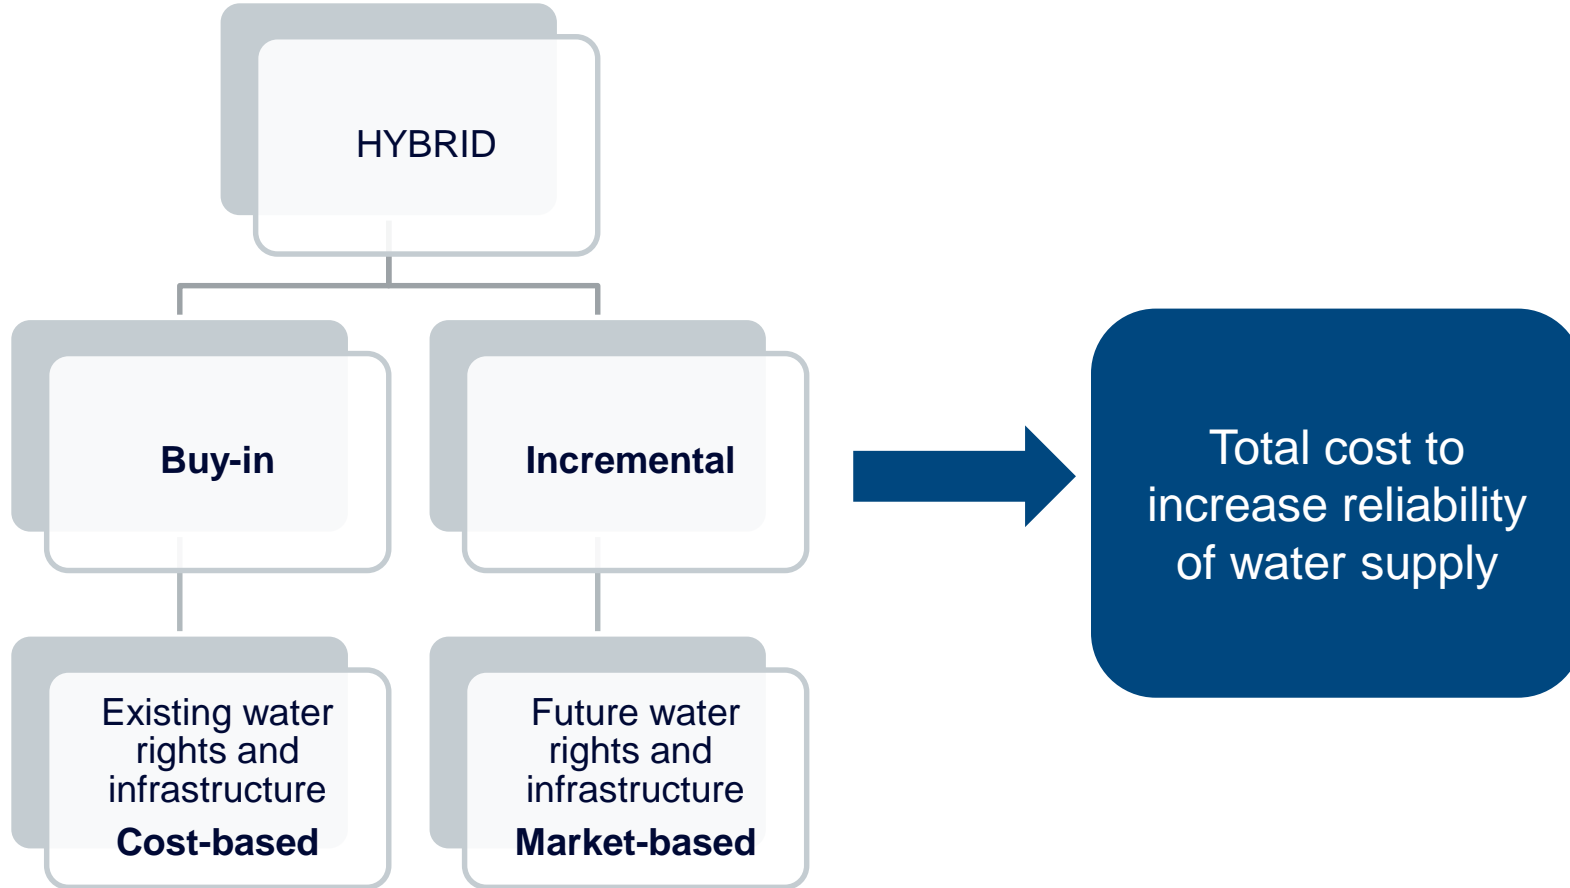 HYBRID
Buy-in
Incremental
Existing water
rights and
infrastructure
Cost-based
Future water
rights and
infrastructure
Market-based
Total cost to
increase reliability
of water supply